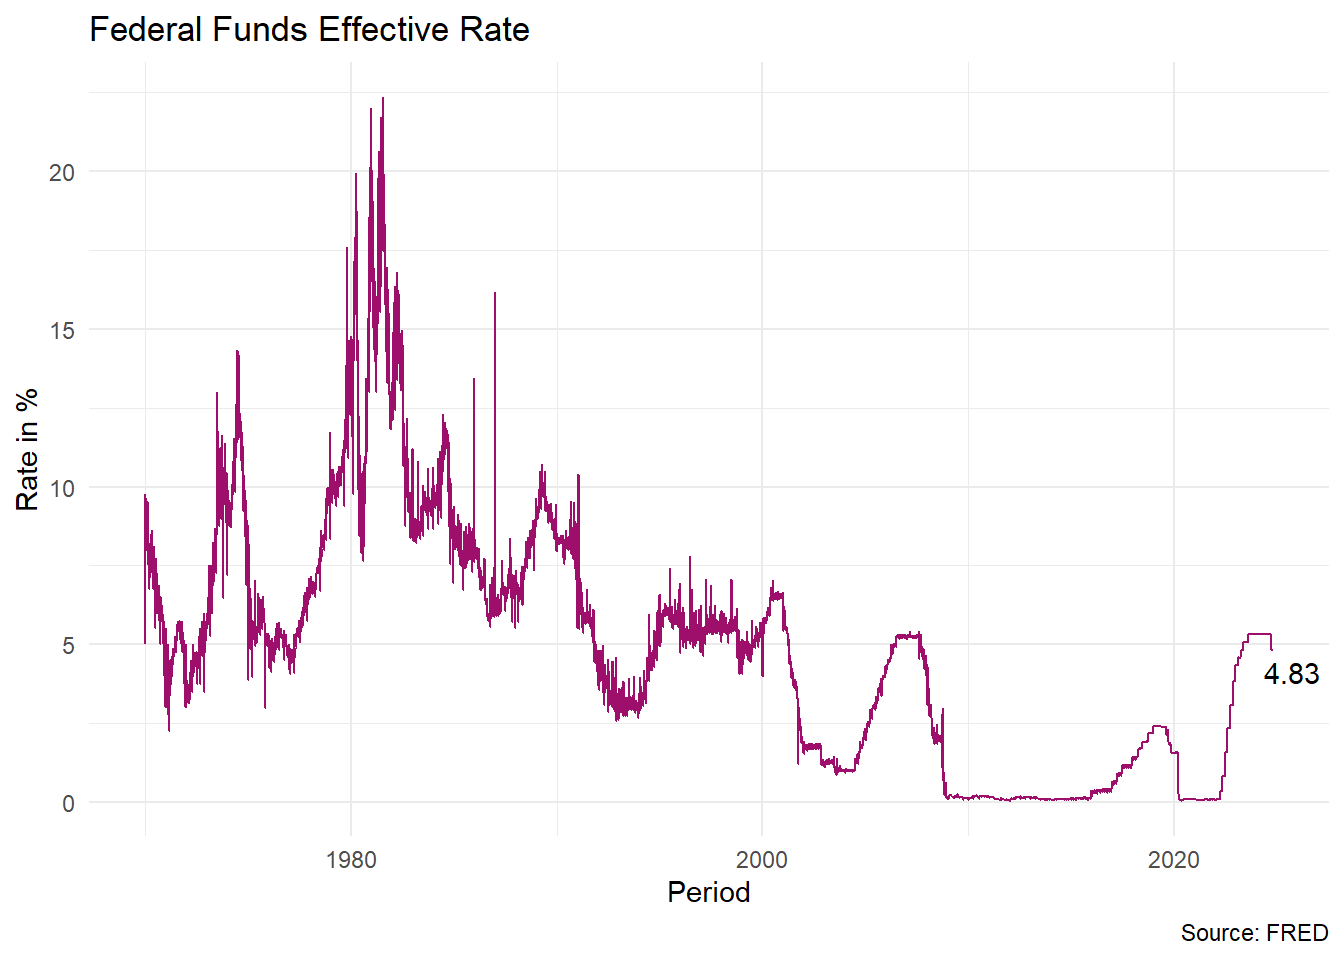 Federal Funds Effective Rate
20
15
10
5
0
Rate in %
4.83
1980
2000
2020
Period
Source: FRED